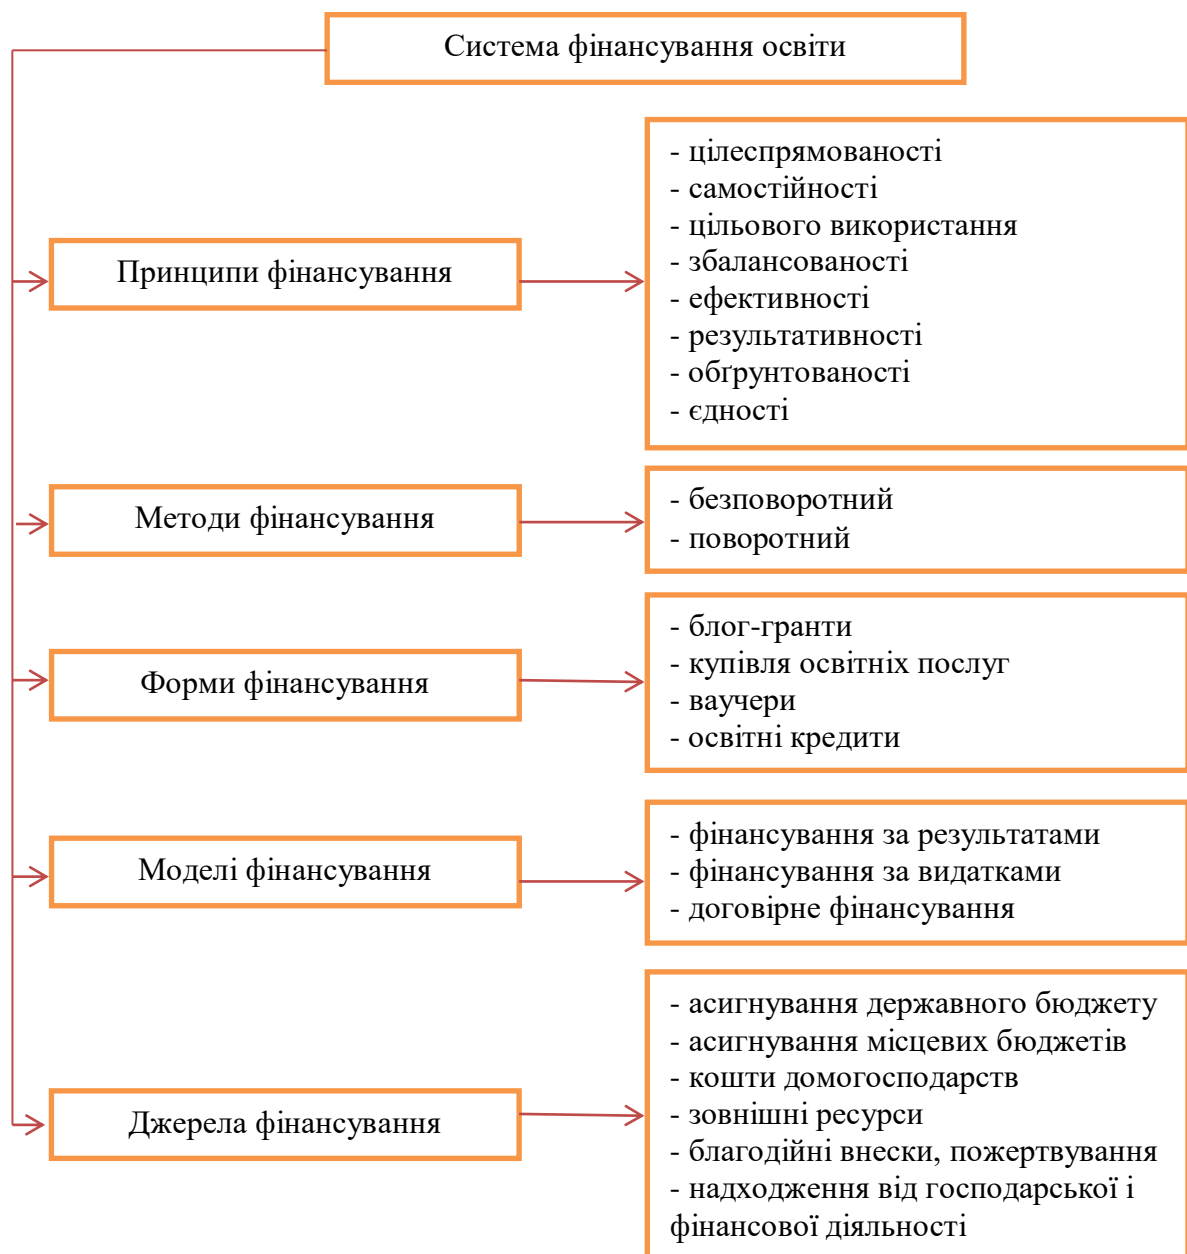 Система фінансування освіти
Принципи фінансування
- цілеспрямованості
- самостійності
- цільового використання
- збалансованості
- ефективності
- результативності
- обґрунтованості
- єдності
Методи фінансування
- безповоротний
- поворотний
Форми фінансування
- блог-гранти
- купівля освітніх послуг
- ваучери
- освітні кредити
Моделі фінансування
- фінансування за результатами
- фінансування за видатками
- договірне фінансування
Джерела фінансування
- асигнування державного бюджету
- асигнування місцевих бюджетів
- кошти домогосподарств
- зовнішні ресурси
- благодійні внески, пожертвування
- надходження від господарської і
фінансової діяльності